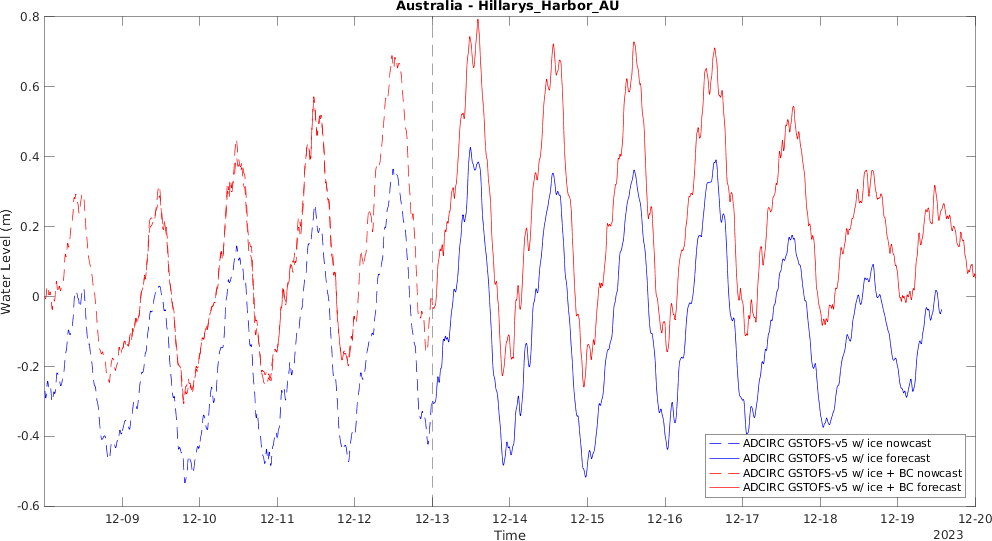 Australia - Hillarys_Harbor_AU
0.8
0.6
0.4
0.2
0
-0.2
-0.4
-0.6
Water Level (m)
ADCIRC GSTOFS-v5 w/ ice nowcast
ADCIRC GSTOFS-v5 w/ ice forecast
ADCIRC GSTOFS-v5 w/ ice + BC nowcast
ADCIRC GSTOFS-v5 w/ ice + BC forecast
12-09 12-10 12-11 12-12 12-13 12-14 12-15 12-16 12-17 12-18 12-19 12-20
Time
2023